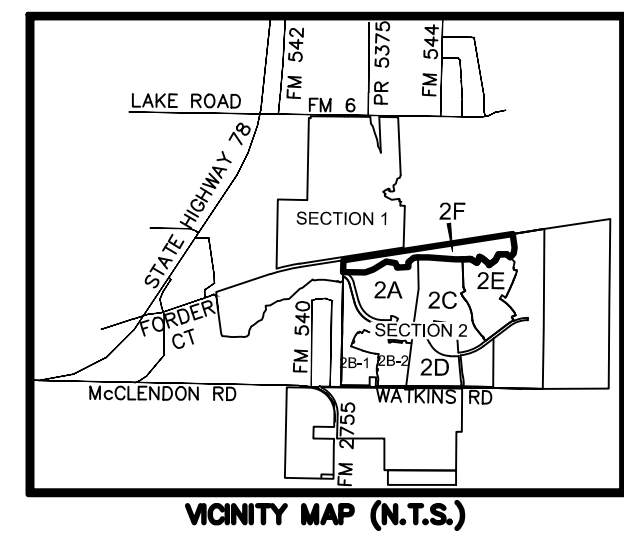 FM 542
PR 5375
FM 544
LAKE ROAD
FM 6
STATE HIGHWAY 78
SECTION 1
2F
2A
2C
2E
FORDER
CT
FM 540
SECTION 2
2B-1
2B-2
2D
McCLENDON RD
WATKINS RD
FM 2755
VICINITY MAP (N.T.S.)